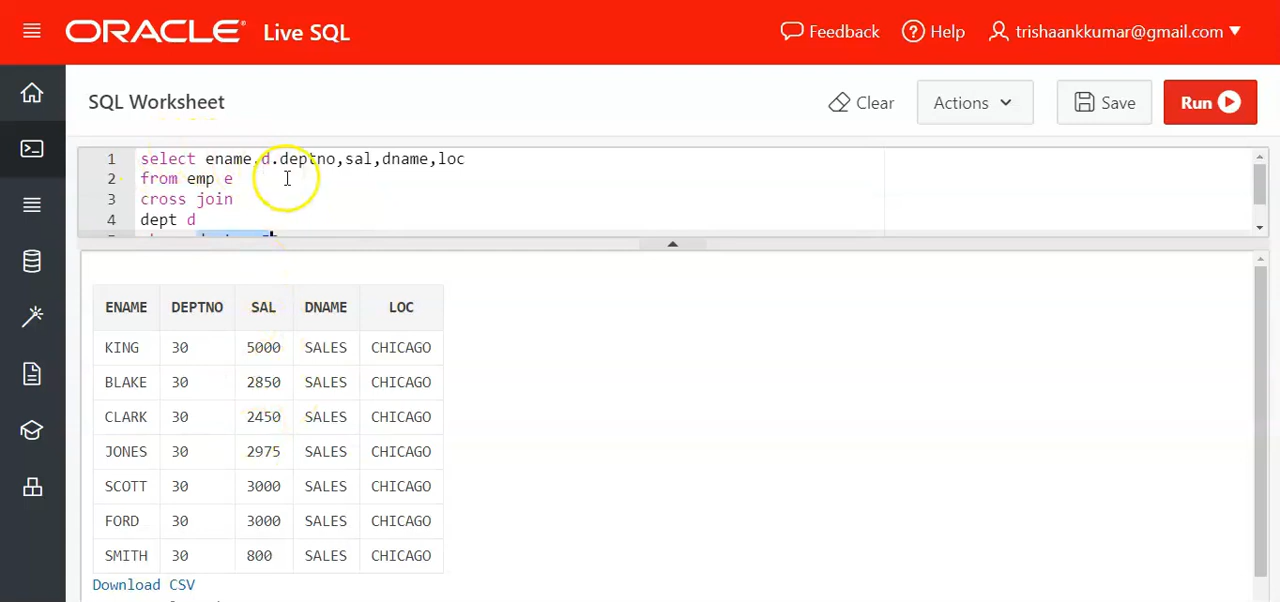 ORACLE® Live SQL
Feedback
Help
trishaankkumar@gmail.com
SQL Worksheet
Clear
Actions
Save
Run
1 select ename,d.deptno,sal,dname,loc
2 from emp e
3 cross join
4 dept d
ENAME DEPTNO SAL DNAME LOC
KING 30 5000 SALES CHICAGO
BLAKE 30 2850 SALES CHICAGO
CLARK 30 2450 SALES CHICAGO
JONES 30 2975 SALES CHICAGO
SCOTT 30 3000 SALES CHICAGO
FORD 30 3000 SALES CHICAGO
SMITH 30 800 SALES CHICAGO
Download CSV